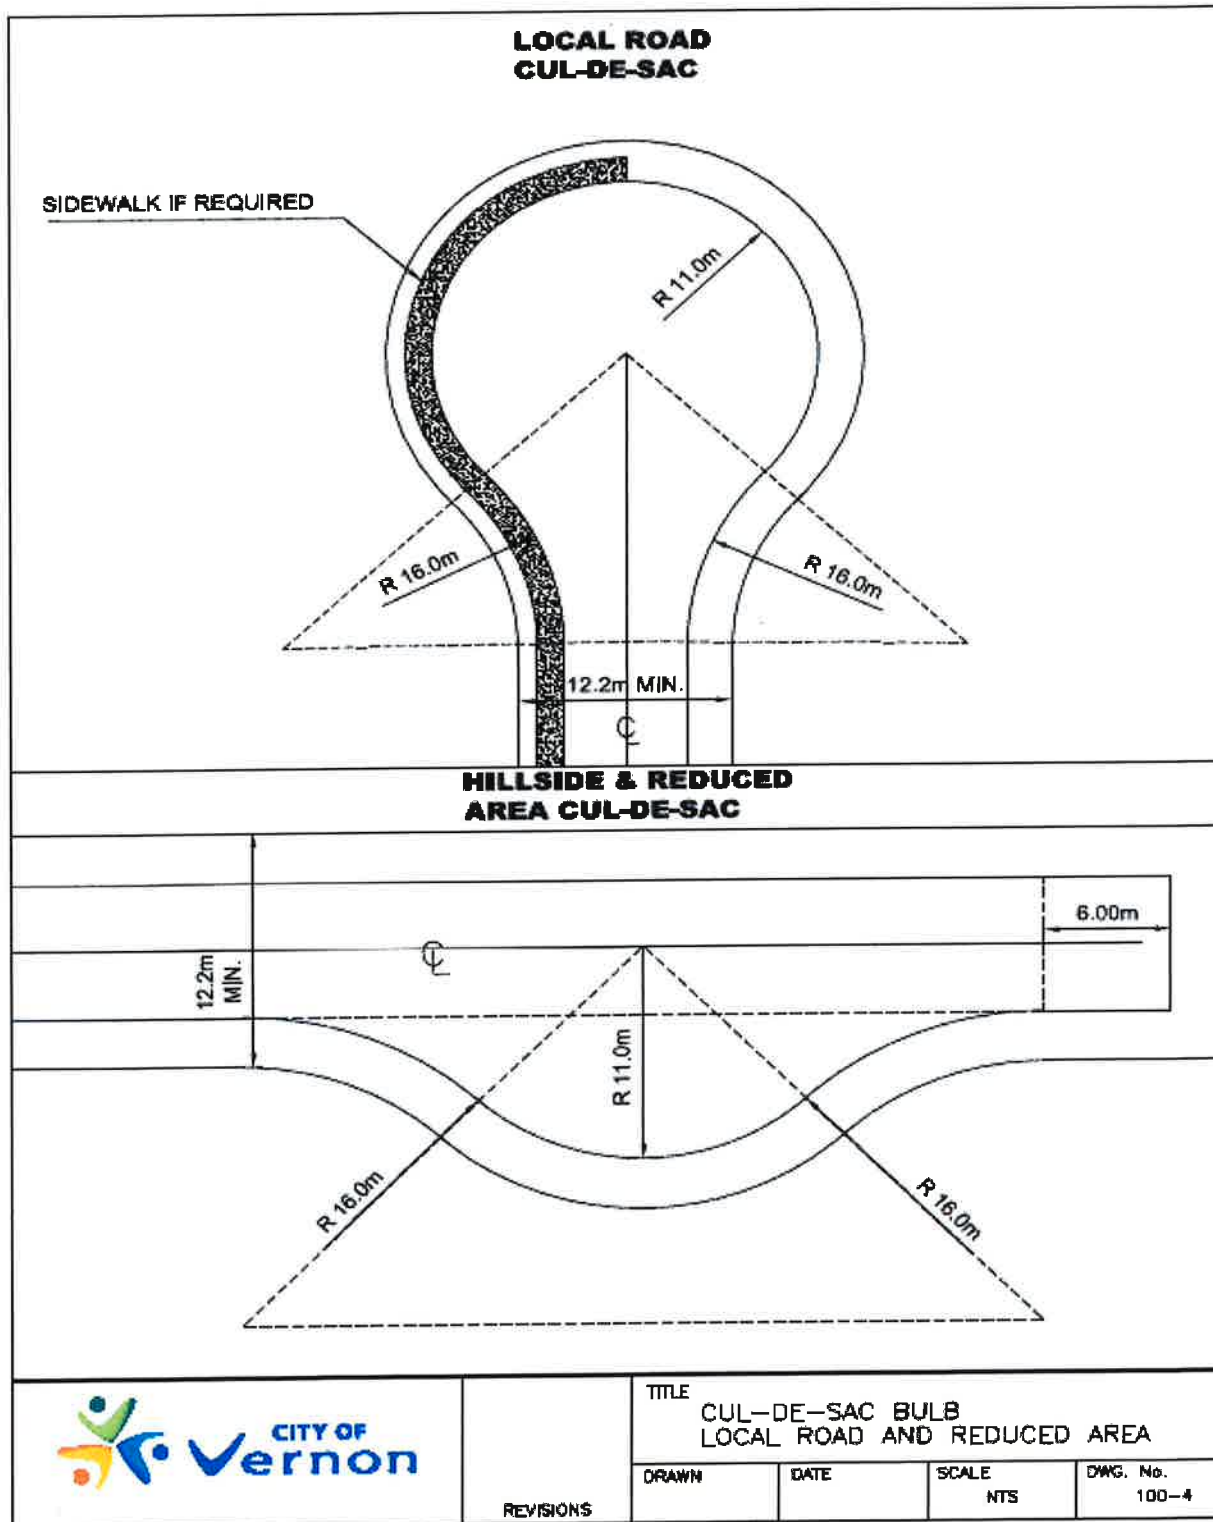 LOCAL ROAD
CUL-DE-SAC
SIDEWALK IF REQUIRED
R 11.0m
R 16.0m
R 16.0m
12.2m MIN.
℄
HILLSIDE & REDUCED
AREA CUL-DE-SAC
6.00m
℄
12.2m
MIN.
R 11.0m
R 16.0m
R 16.0m
CITY OF
Vernon
REVISIONS
TITLE
CUL-DE-SAC BULB
LOCAL ROAD AND REDUCED AREA
DRAWN
DATE
SCALE
NTS
DWG. No.
100-4